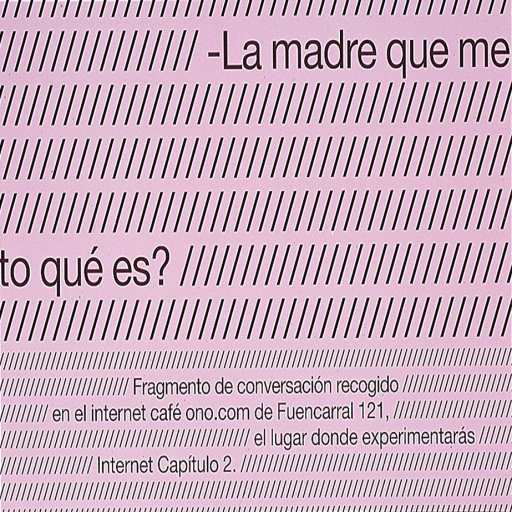 -La madre que me
to qué es?
Fragmento de conversación recogido
en el internet café ono.com de Fuencarral 121,
el lugar donde experimentarás
Internet Capítulo 2.